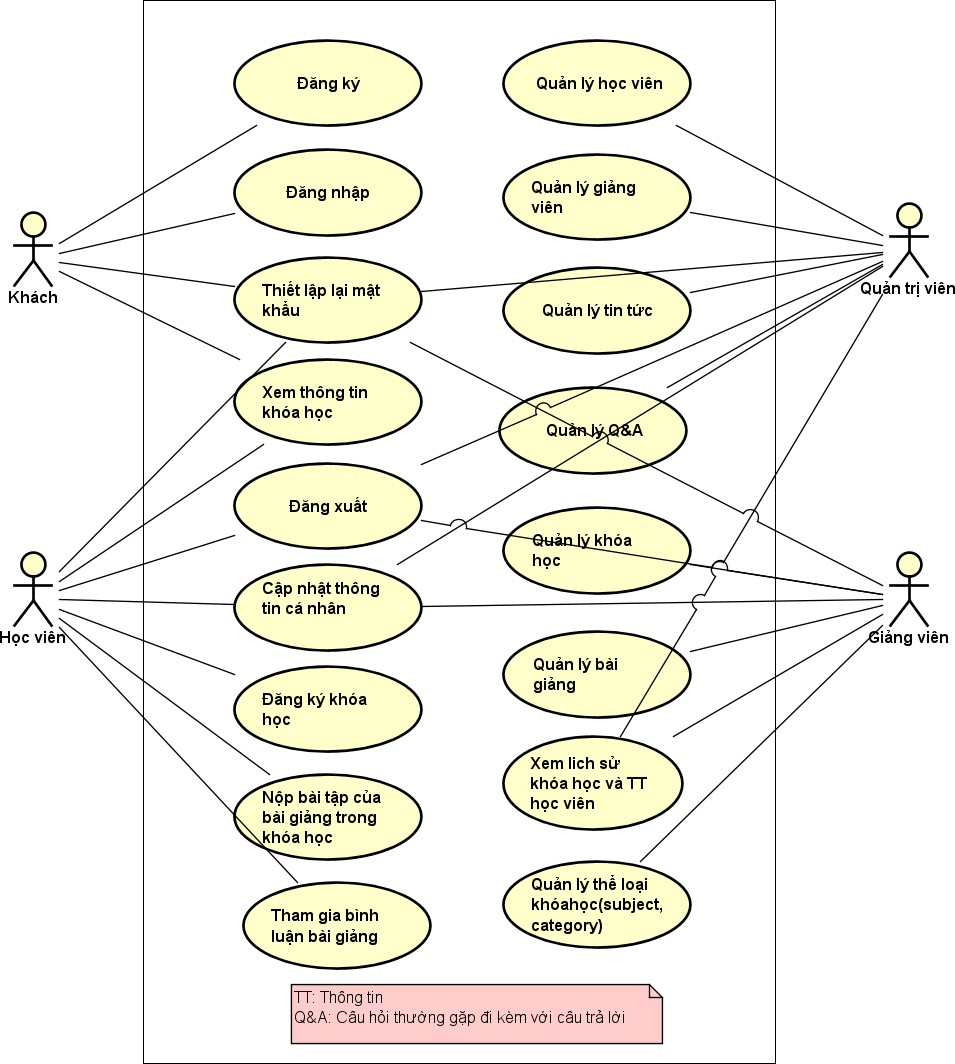 Đăng ký
Quản lý học viên
Đăng nhập
Quản lý giảng
viên
Khách
Quản trị viên
Thiết lập lại mật
khẩu
Quản lý tin tức
Xem thông tin
khóa học
Quản lý Q&A
Đăng xuất
Quản lý khóa
học
Học viên
Giảng viên
Cập nhật thông
tin cá nhân
Quản lý bài
giảng
Đăng ký khóa
học
Xem lich sử
khóa học và TT
học viên
Nộp bài tập của
bài giảng trong
khóa học
Quản lý thể loại
khóahọc(subject,
category)
Tham gia bình
luận bài giảng
TT: Thông tin
Q&A: Câu hỏi thường gặp đi kèm với câu trả lời